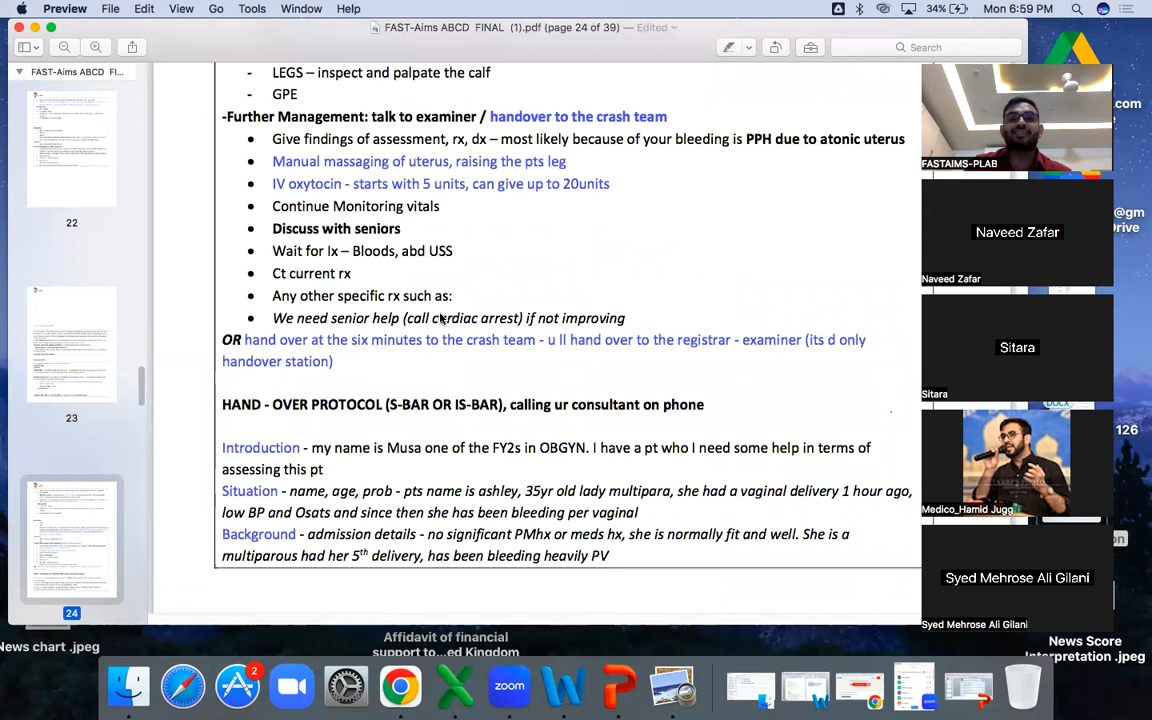 Preview File Edit View Go Tools Window Help
34% Mon 6:59 PM
FAST-Aims ABCD FINAL (1).pdf (page 24 of 39) — Edited
Search
FAST-Aims ABCD FI...
22
23
24
- LEGS – inspect and palpate the calf
- GPE
-Further Management: talk to examiner / handover to the crash team
• Give findings of assessment, rx, dx – most likely because of your bleeding is PPH due to atonic uterus
• Manual massaging of uterus, raising the pts leg
• IV oxytocin - starts with 5 units, can give up to 20units
• Continue Monitoring vitals
• Discuss with seniors
• Wait for Ix – Bloods, abd USS
• Ct current rx
• Any other specific rx such as:
• We need senior help (call cardiac arrest) if not improving
OR hand over at the six minutes to the crash team - u ll hand over to the registrar - examiner (its d only
handover station)
HAND - OVER PROTOCOL (S-BAR OR IS-BAR), calling ur consultant on phone
Introduction - my name is Musa one of the FY2s in OBGYN. I have a pt who I need some help in terms of
assessing this pt
Situation - name, age, prob - pts name is ashley, 35yr old lady multipara, she had a vaginal delivery 1 hour ago,
low BP and Osats and since then she has been bleeding per vaginal
Background - admission details - no significant PMhx or meds hx, she is normally fit and well. She is a
multiparous had her 5th delivery, has been bleeding heavily PV
FASTAIMS-PLAB
Naveed Zafar
Naveed Zafar
Sitara
Sitara
Medico_Hamid Jugg
Syed Mehrose Ali Gilani
Syed Mehrose Ali Gilani
.com
@gm
Drive
DOCX
126
on
News chart .jpeg
Affidavit of financial
support to...ed Kingdom
News Score
Interpretation .jpeg
2
zoom